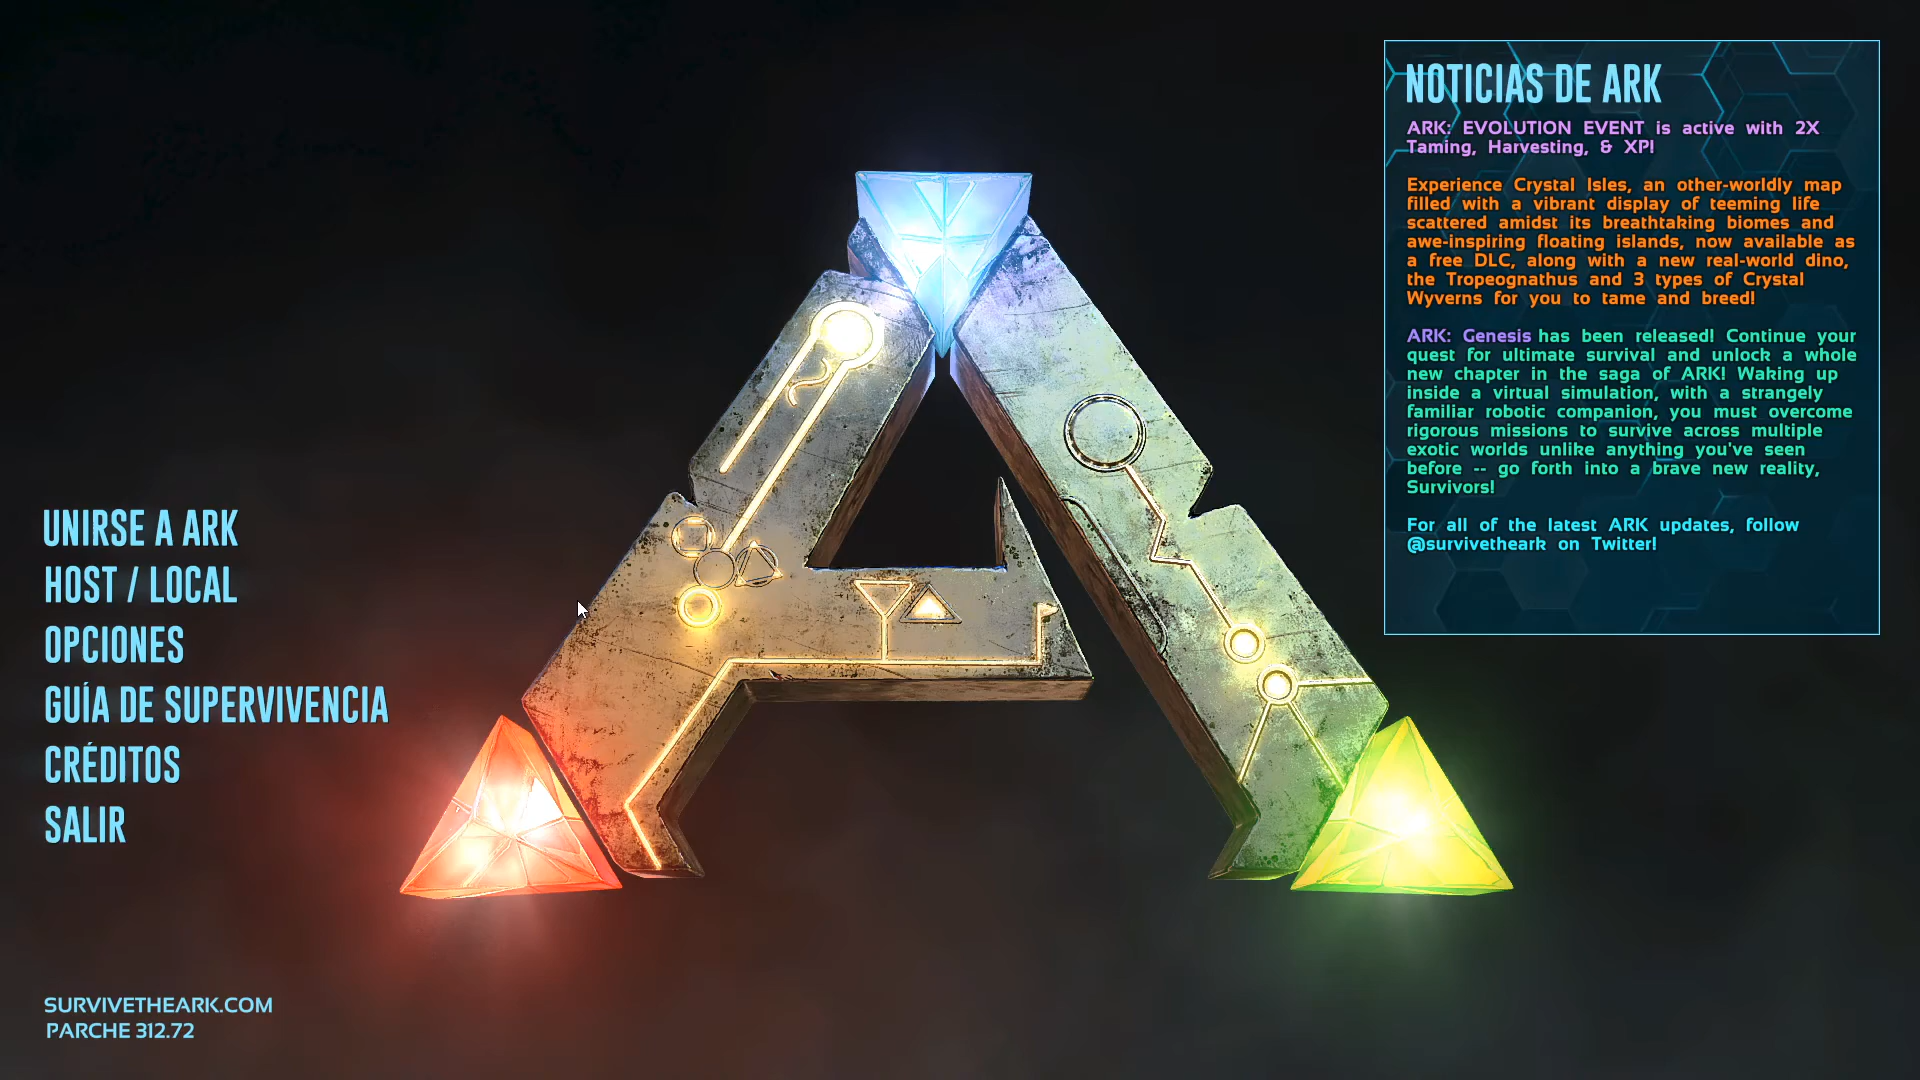 NOTICIAS DE ARK
ARK: EVOLUTION EVENT is active with 2X
Taming, Harvesting, & XP!
Experience Crystal Isles, an other-worldly map
filled with a vibrant display of teeming life
scattered amidst its breathtaking biomes and
awe-inspiring floating islands, now available as
a free DLC, along with a new real-world dino,
the Tropeognathus and 3 types of Crystal
Wyverns for you to tame and breed!
ARK: Genesis has been released! Continue your
quest for ultimate survival and unlock a whole
new chapter in the saga of ARK! Waking up
inside a virtual simulation, with a strangely
familiar robotic companion, you must overcome
rigorous missions to survive across multiple
exotic worlds unlike anything you've seen
before -- go forth into a brave new reality,
Survivors!
For all of the latest ARK updates, follow
@survivetheark on Twitter!
UNIRSE A ARK
HOST / LOCAL
OPCIONES
GUÍA DE SUPERVIVENCIA
CRÉDITOS
SALIR
SURVIVETHEARK.COM
PARCHE 312.72